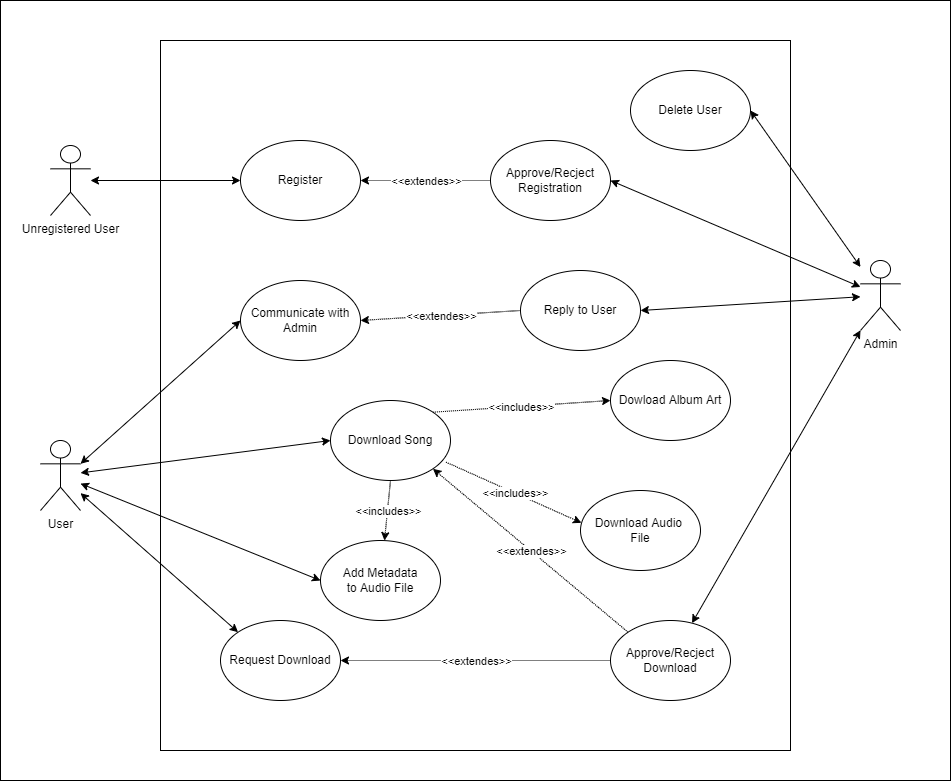 Delete User
Register
<<extendes>>
Approve/Recject
Registration
Unregistered User
Communicate with
Admin
<<extendes>>
Reply to User
Admin
Dowload Album Art
<<includes>>
Download Song
<<includes>>
<<includes>>
Download Audio
File
User
<<extendes>>
Add Metadata
to Audio File
Request Download
<<extendes>>
Approve/Recject
Download